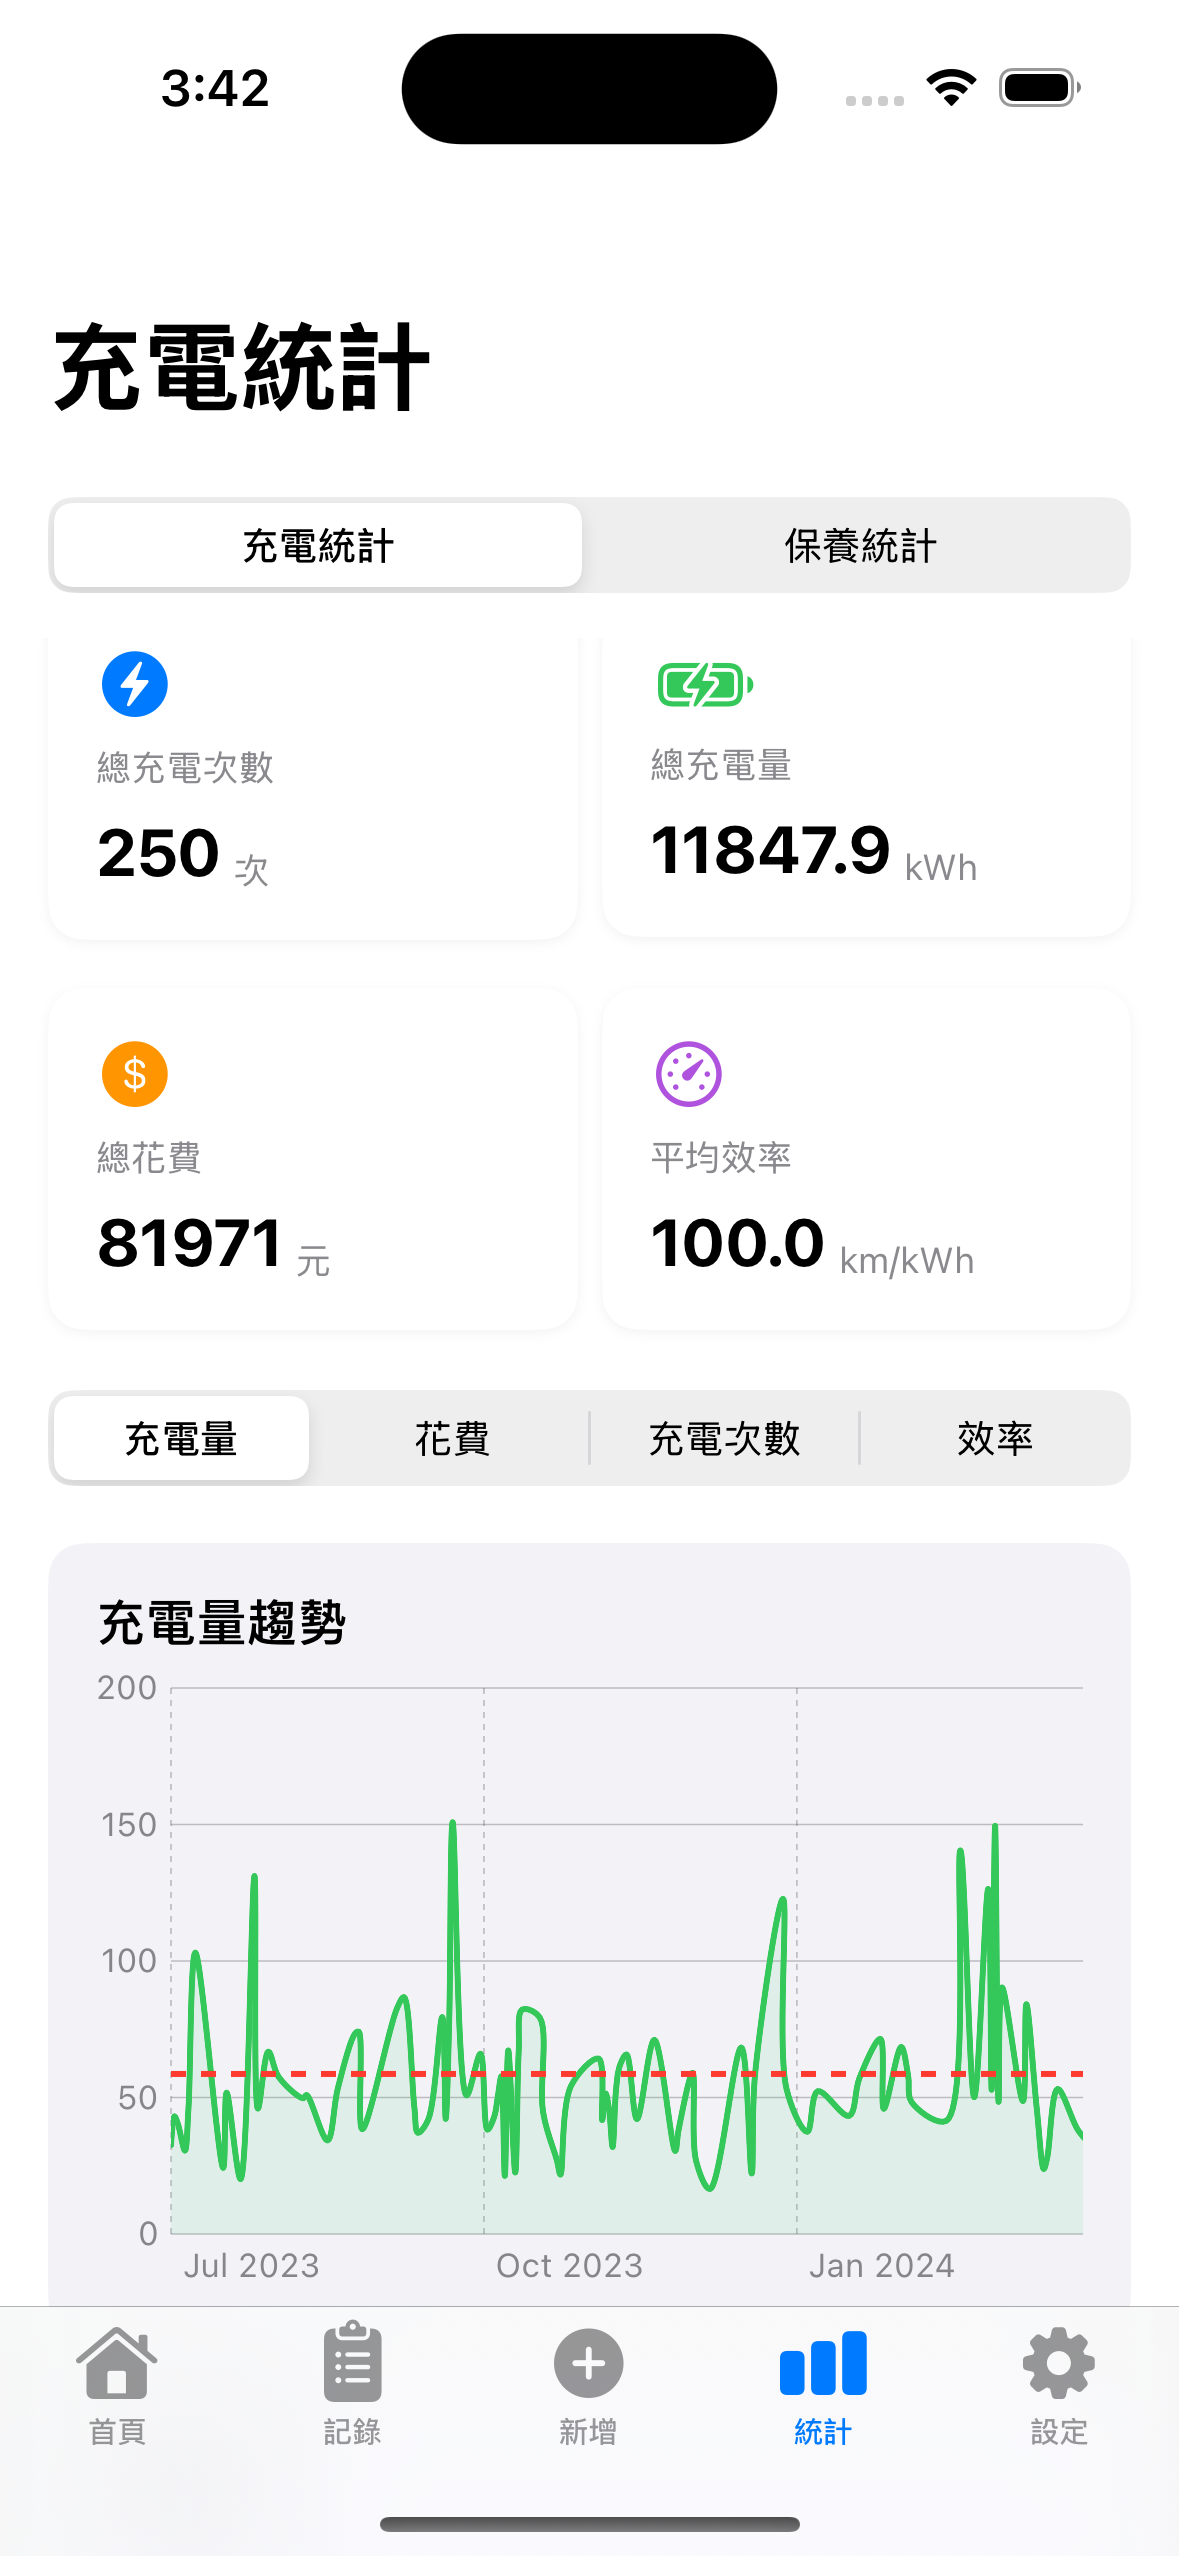 3:42
充電統計
充電統計 保養統計
總充電次數 總充電量
250 次 11847.9 kWh
$
總花費 平均效率
81971 元 100.0 km/kWh
充電量 花費 充電次數 效率
充電量趨勢
200
150
100
50
0
Jul 2023 Oct 2023 Jan 2024
首頁 記錄 新增 統計 設定